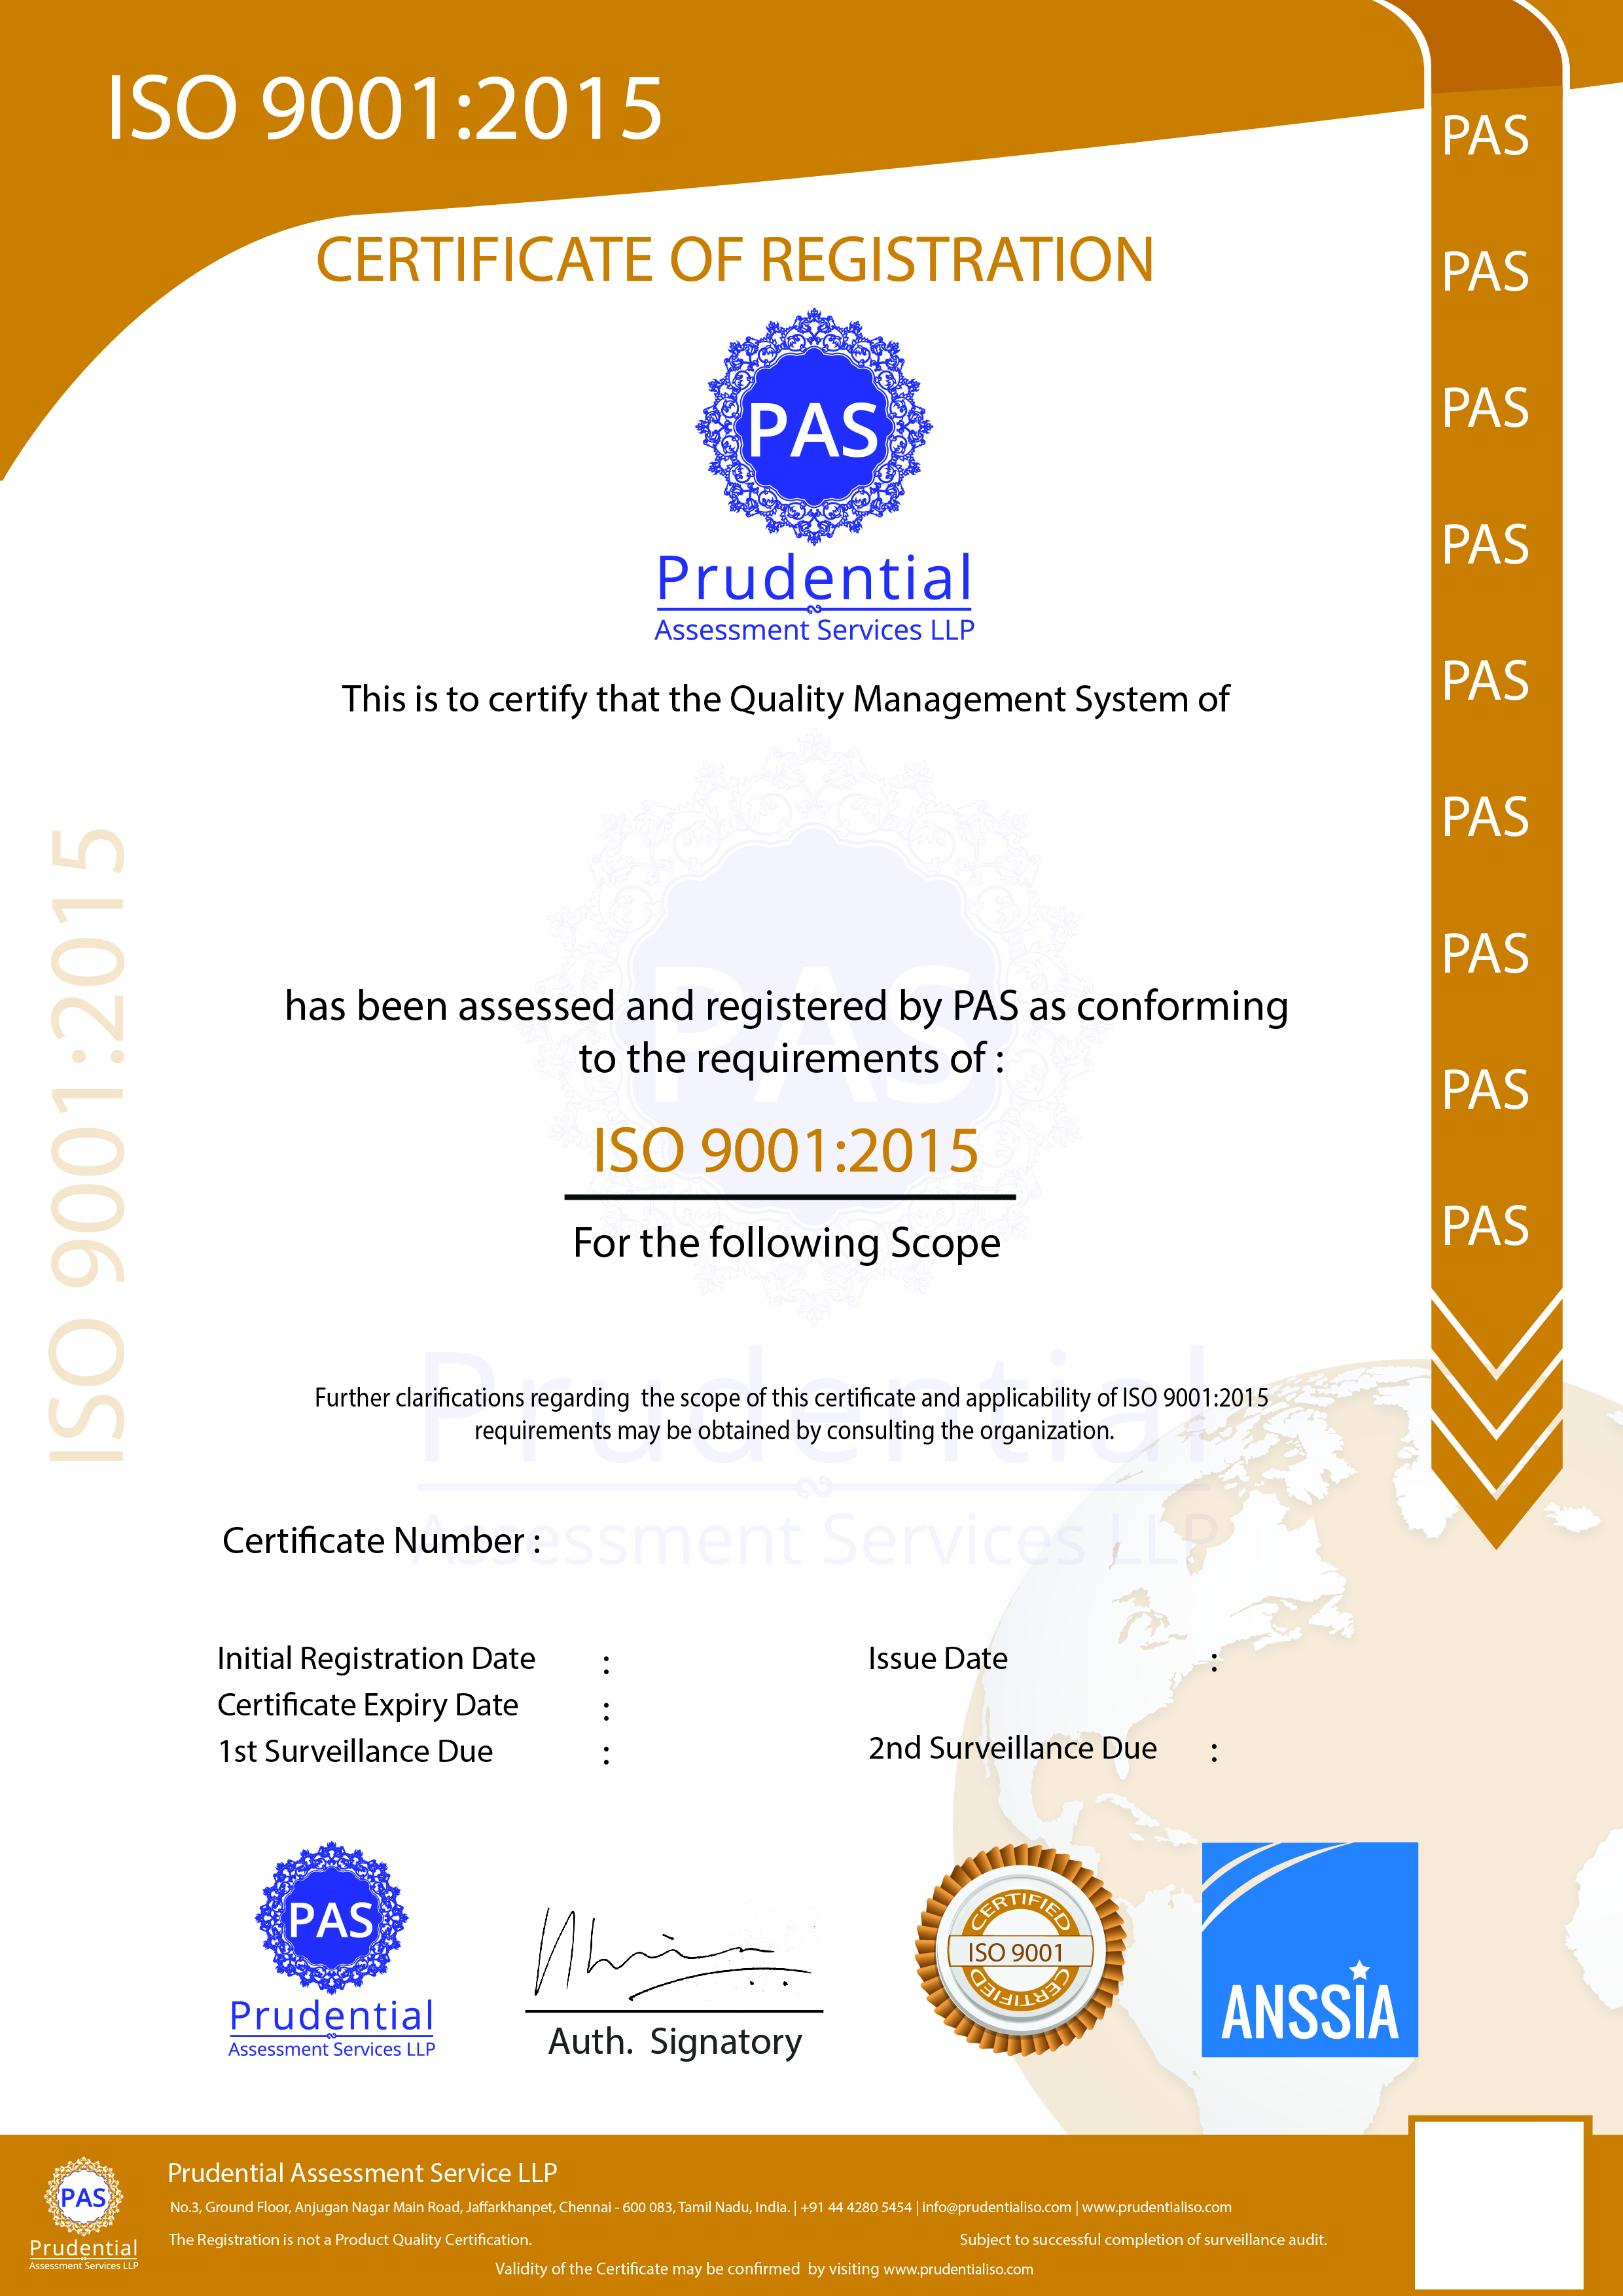 ISO 9001:2015
CERTIFICATE OF REGISTRATION
PAS
Prudential
Assessment Services LLP
This is to certify that the Quality Management System of
has been assessed and registered by PAS as conforming
to the requirements of :
ISO 9001:2015
For the following Scope
Further clarifications regarding the scope of this certificate and applicability of ISO 9001:2015
requirements may be obtained by consulting the organization.
Certificate Number :
Initial Registration Date :
Certificate Expiry Date :
1st Surveillance Due :
Issue Date :
2nd Surveillance Due :
PAS
Prudential
Assessment Services LLP
Auth. Signatory
CERTIFIED
ISO 9001
CERTIFIED
ANSSIA
PAS
PAS
PAS
PAS
PAS
PAS
PAS
PAS
PAS
ISO 9001:2015
PAS
Prudential
Assessment Services LLP
PAS
Prudential
Assessment Services LLP
Prudential Assessment Service LLP
No.3, Ground Floor, Anjugan Nagar Main Road, Jaffarkhanpet, Chennai - 600 083, Tamil Nadu, India. | +91 44 4280 5454 | info@prudentialiso.com | www.prudentialiso.com
The Registration is not a Product Quality Certification.
Subject to successful completion of surveillance audit.
Validity of the Certificate may be confirmed by visiting www.prudentialiso.com